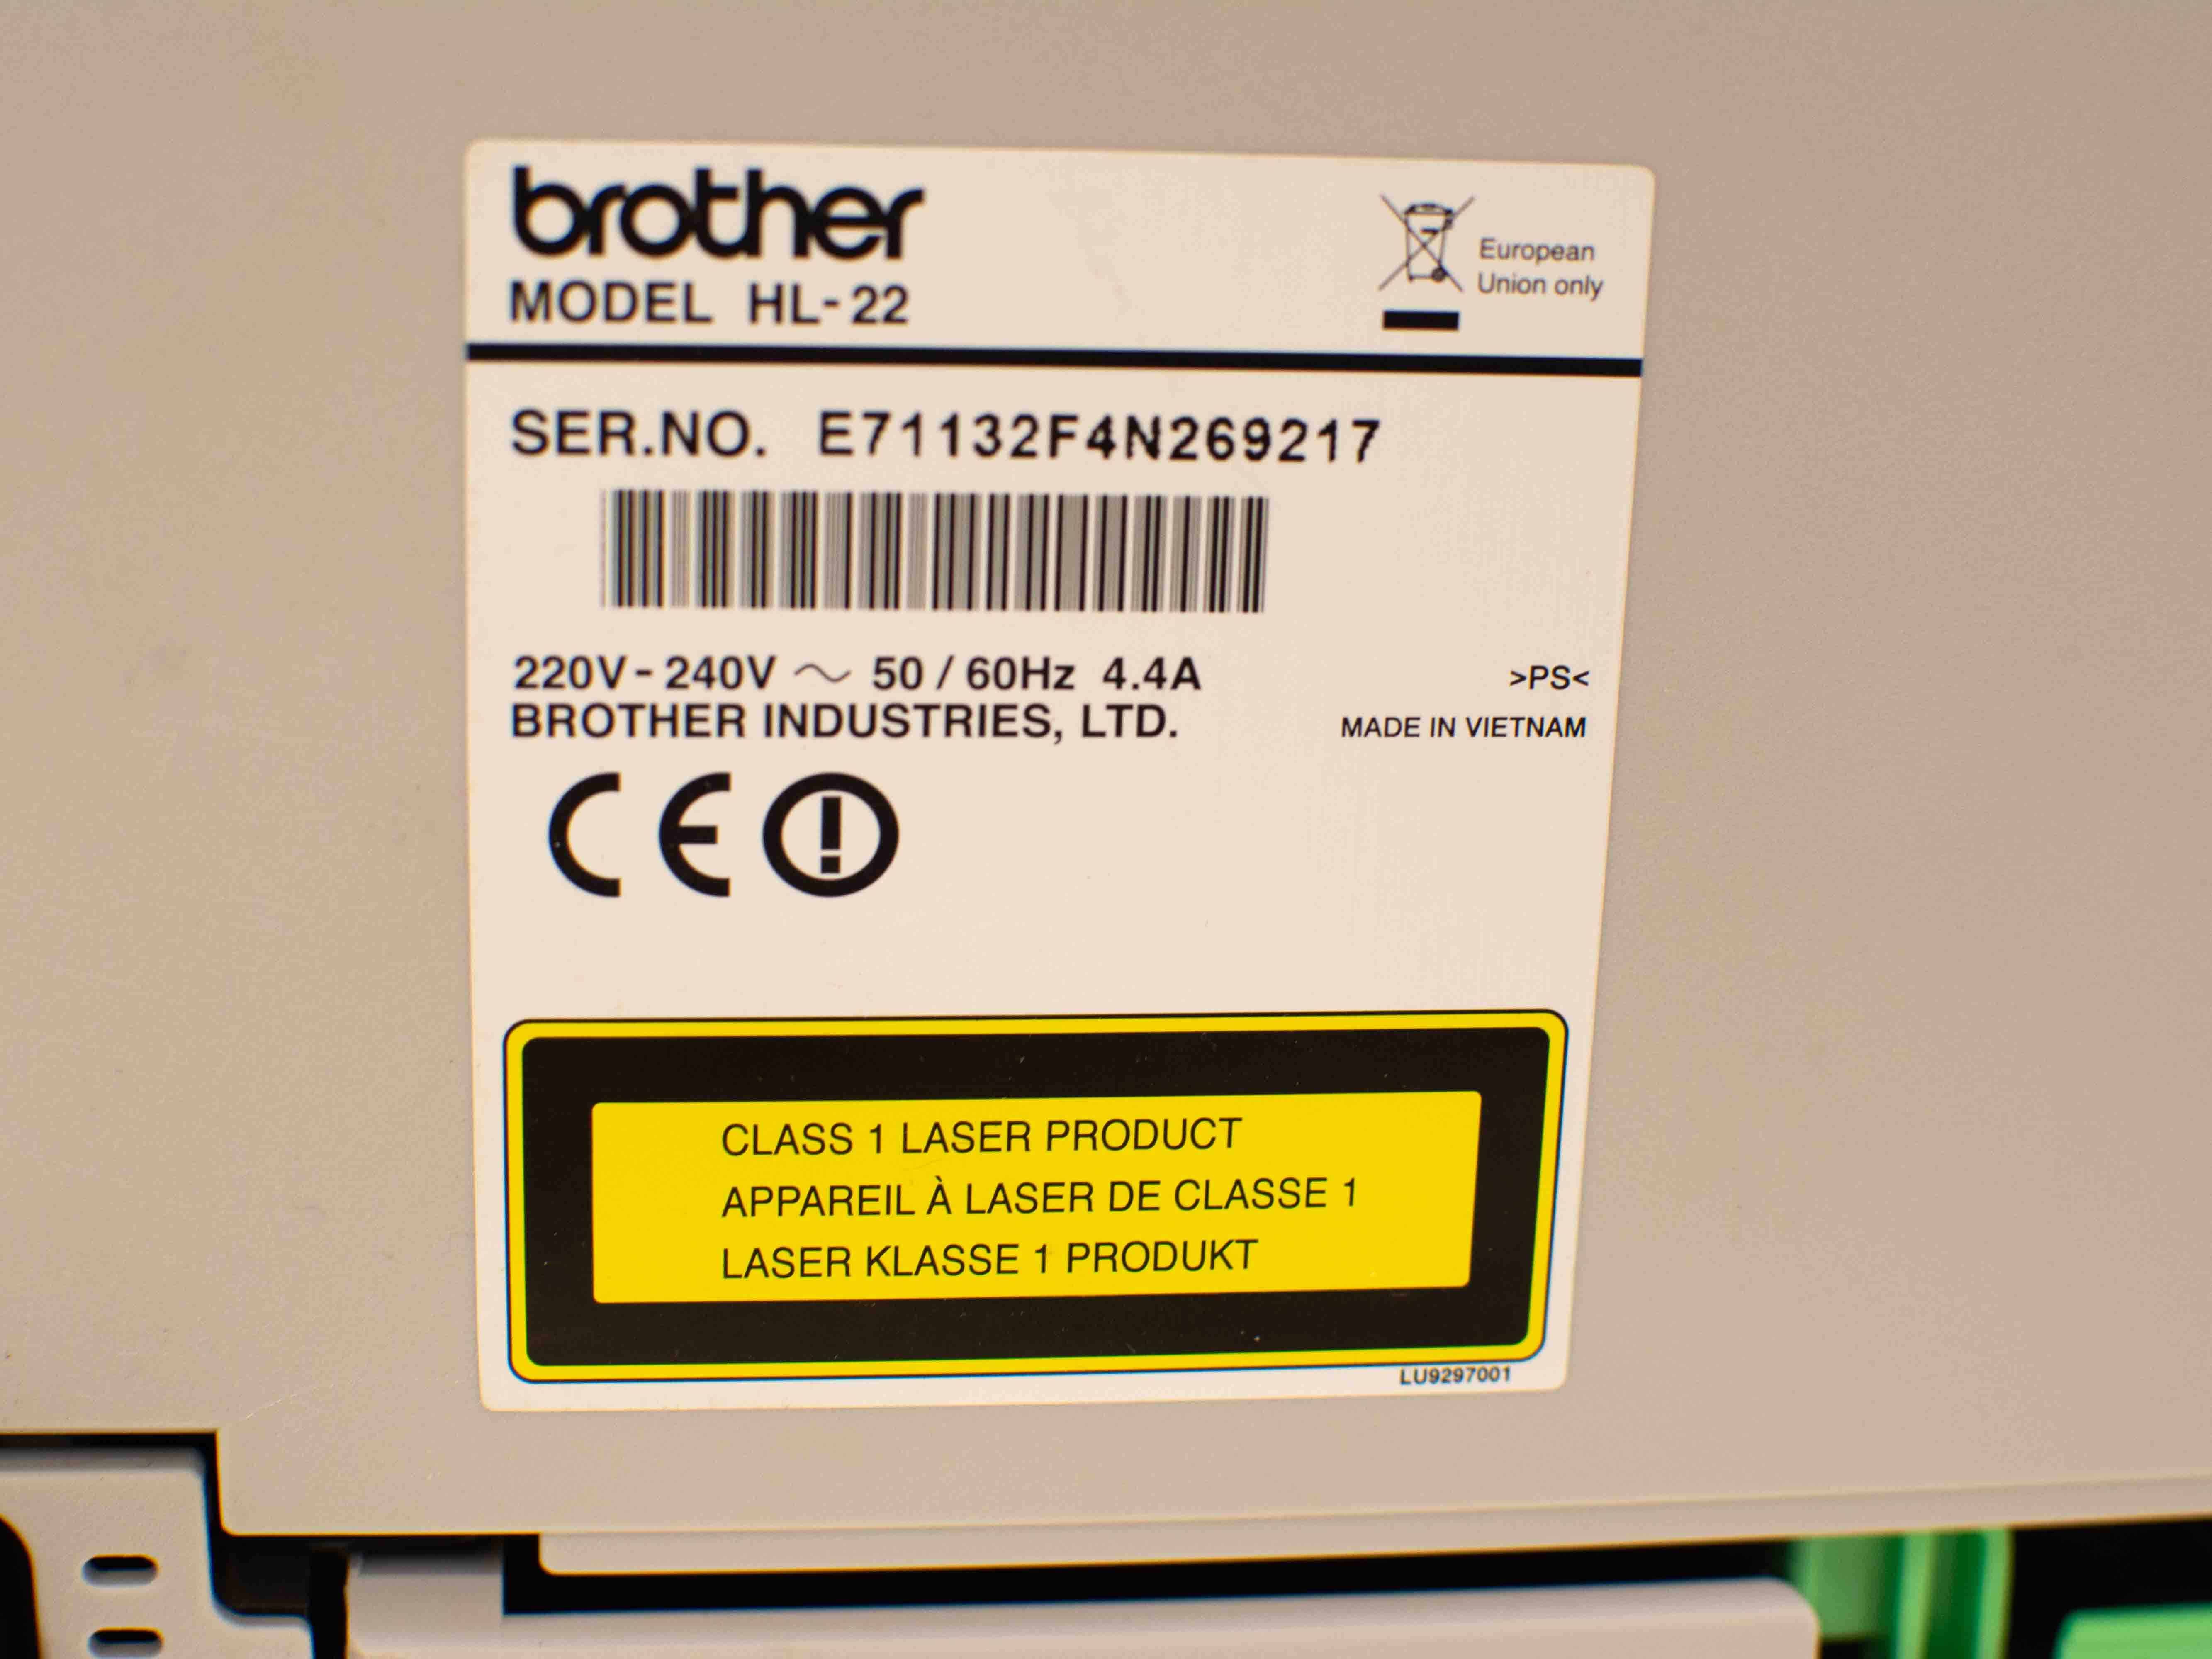 brother
MODEL HL-22
European
Union only
SER.NO. E71132F4N269217
220V-240V ~ 50/60Hz 4.4A
>PS<
BROTHER INDUSTRIES, LTD.
MADE IN VIETNAM
CE
CLASS 1 LASER PRODUCT
APPAREIL À LASER DE CLASSE 1
LASER KLASSE 1 PRODUKT
LU9297001